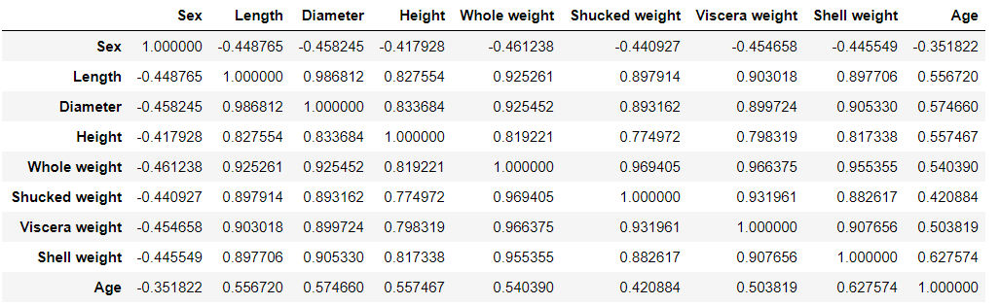 Sex Length Diameter Height Whole weight Shucked weight Viscera weight Shell weight Age
Sex 1.000000 -0.448765 -0.458245 -0.417928 -0.461238 -0.440927 -0.454658 -0.445549 -0.351822
Length -0.448765 1.000000 0.986812 0.827554 0.925261 0.897914 0.903018 0.897706 0.556720
Diameter -0.458245 0.986812 1.000000 0.833684 0.925452 0.893162 0.899724 0.905330 0.574660
Height -0.417928 0.827554 0.833684 1.000000 0.819221 0.774972 0.798319 0.817338 0.557467
Whole weight -0.461238 0.925261 0.925452 0.819221 1.000000 0.969405 0.966375 0.955355 0.540390
Shucked weight -0.440927 0.897914 0.893162 0.774972 0.969405 1.000000 0.931961 0.882617 0.420884
Viscera weight -0.454658 0.903018 0.899724 0.798319 0.966375 0.931961 1.000000 0.907656 0.503819
Shell weight -0.445549 0.897706 0.905330 0.817338 0.955355 0.882617 0.907656 1.000000 0.627574
Age -0.351822 0.556720 0.574660 0.557467 0.540390 0.420884 0.503819 0.627574 1.000000